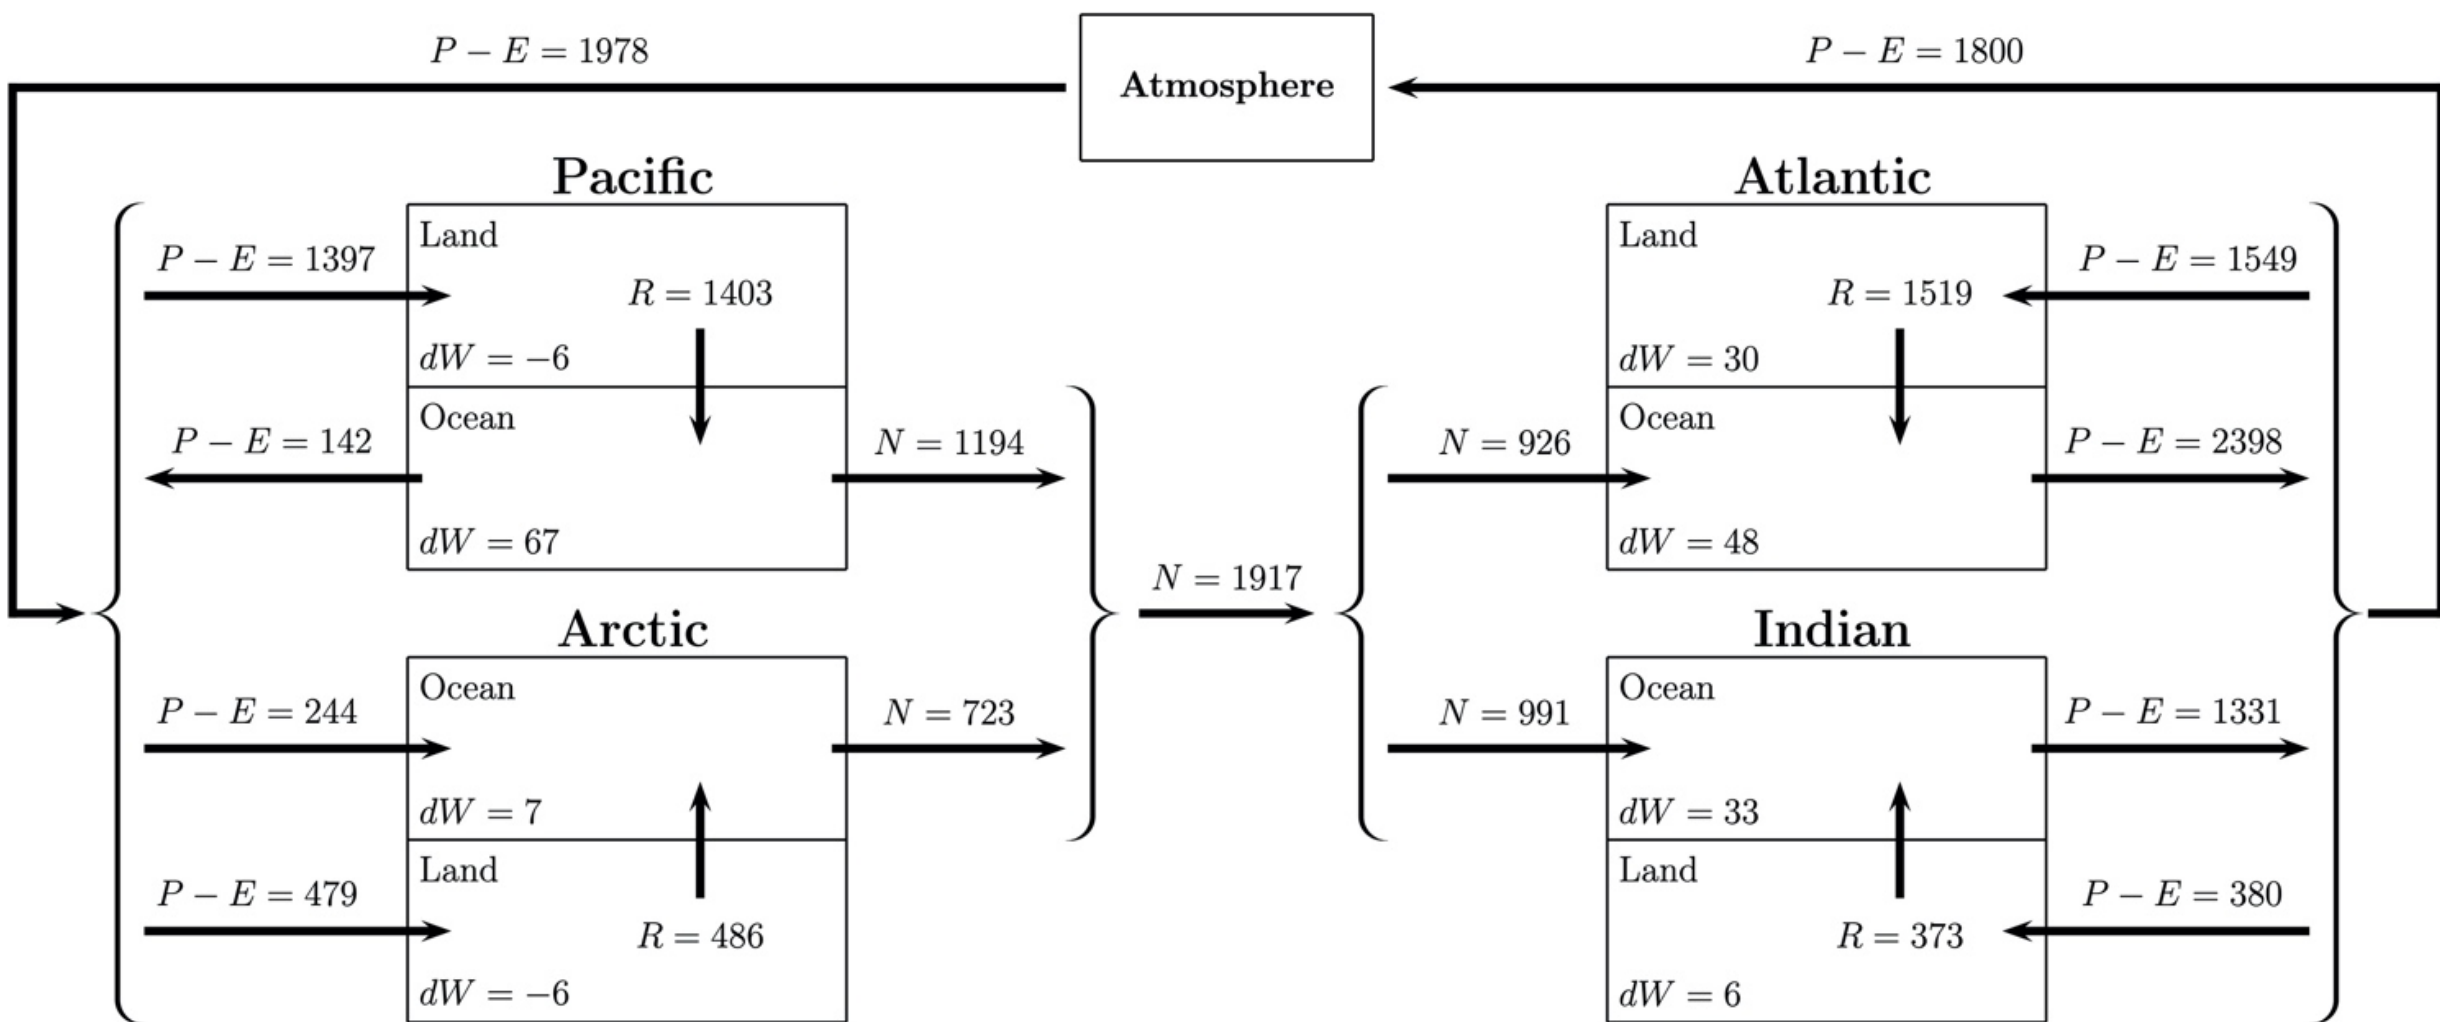 P − E = 1978
Atmosphere
P − E = 1800
Pacific
Land
P − E = 1397
R = 1403
dW = −6
Ocean
P − E = 142
N = 1194
dW = 67
Arctic
Ocean
P − E = 244
N = 723
dW = 7
Land
P − E = 479
R = 486
dW = −6
N = 1917
Atlantic
Land
P − E = 1549
R = 1519
dW = 30
Ocean
N = 926
P − E = 2398
dW = 48
Indian
Ocean
N = 991
P − E = 1331
dW = 33
Land
P − E = 380
R = 373
dW = 6